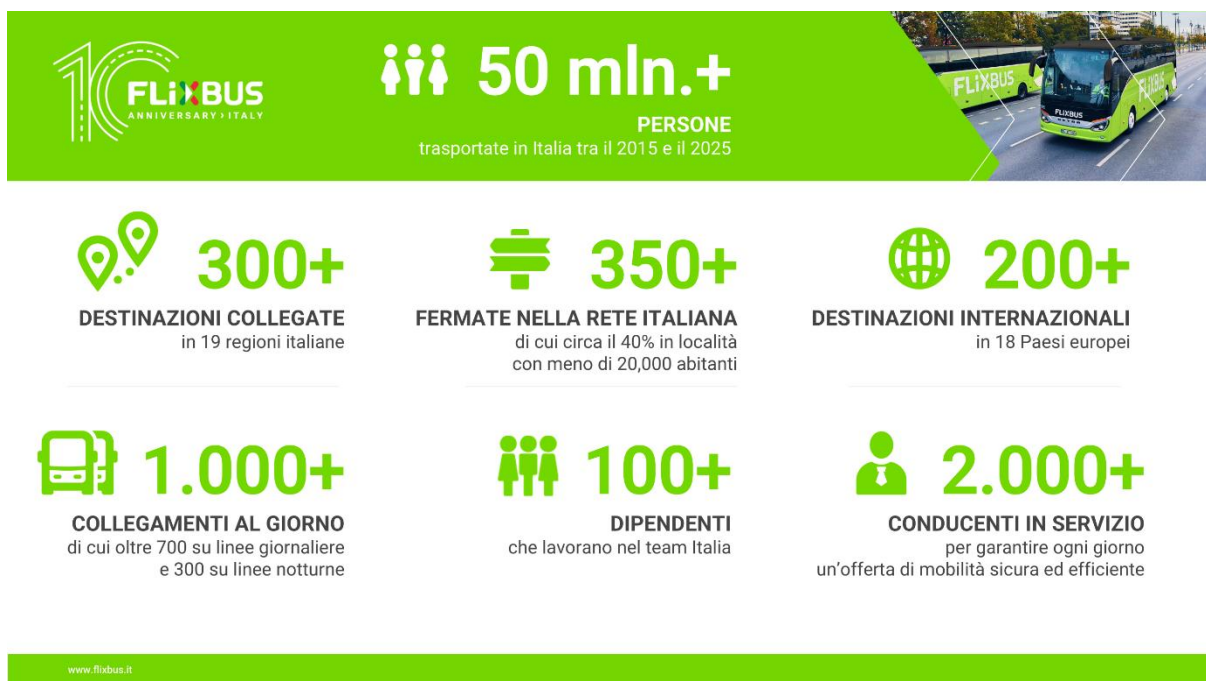 FLiXBUS
ANNIVERSARY › ITALY
50 mln.+
PERSONE
trasportate in Italia tra il 2015 e il 2025
FLiXBUS
FLIXBUS
300+
DESTINAZIONI COLLEGATE
in 19 regioni italiane
350+
FERMATE NELLA RETE ITALIANA
di cui circa il 40% in località
con meno di 20,000 abitanti
200+
DESTINAZIONI INTERNAZIONALI
in 18 Paesi europei
1.000+
COLLEGAMENTI AL GIORNO
di cui oltre 700 su linee giornaliere
e 300 su linee notturne
100+
DIPENDENTI
che lavorano nel team Italia
2.000+
CONDUCENTI IN SERVIZIO
per garantire ogni giorno
un'offerta di mobilità sicura ed efficiente
www.flixbus.it